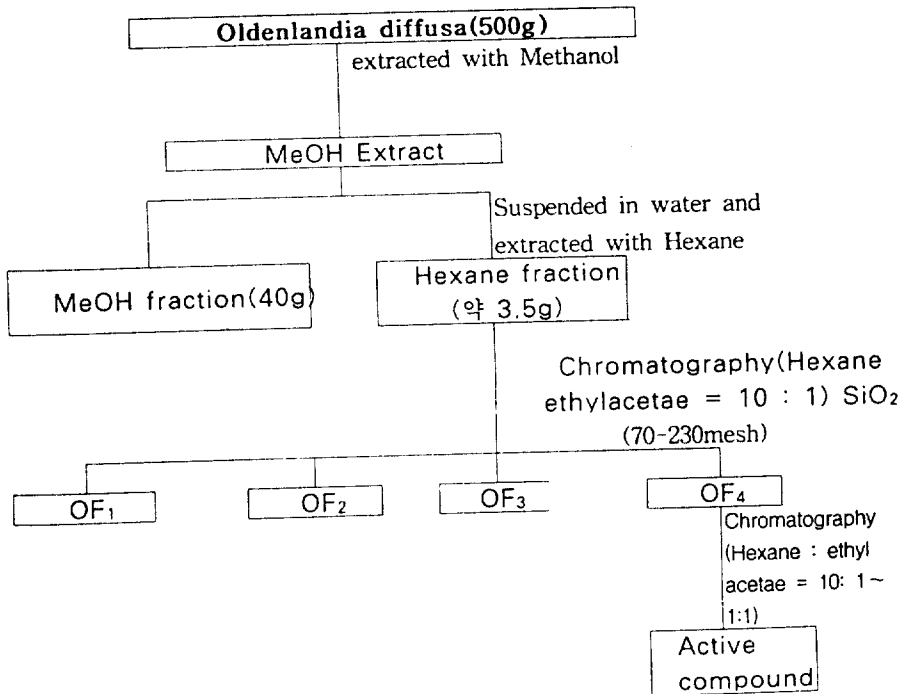 Oldenlandia diffusa(500g)
extracted with Methanol
MeOH Extract
Suspended in water and
extracted with Hexane
MeOH fraction(40g)
Hexane fraction
(약 3.5g)
Chromatography(Hexane
ethylacetae = 10 : 1) SiO₂
(70-230mesh)
OF₁
OF₂
OF₃
OF₄
Chromatography
(Hexane : ethyl
acetae = 10: 1~
1:1)
Active
compound